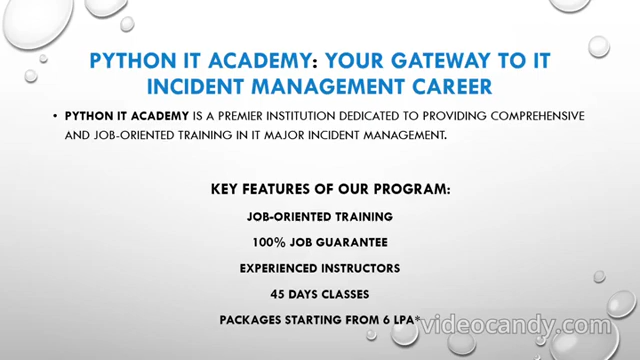 PYTHON IT ACADEMY: YOUR GATEWAY TO IT
INCIDENT MANAGEMENT CAREER
• PYTHON IT ACADEMY IS A PREMIER INSTITUTION DEDICATED TO PROVIDING COMPREHENSIVE
AND JOB-ORIENTED TRAINING IN IT MAJOR INCIDENT MANAGEMENT.
KEY FEATURES OF OUR PROGRAM:
JOB-ORIENTED TRAINING
100% JOB GUARANTEE
EXPERIENCED INSTRUCTORS
45 DAYS CLASSES
PACKAGES STARTING FROM 6 LPA*
videocandy.com